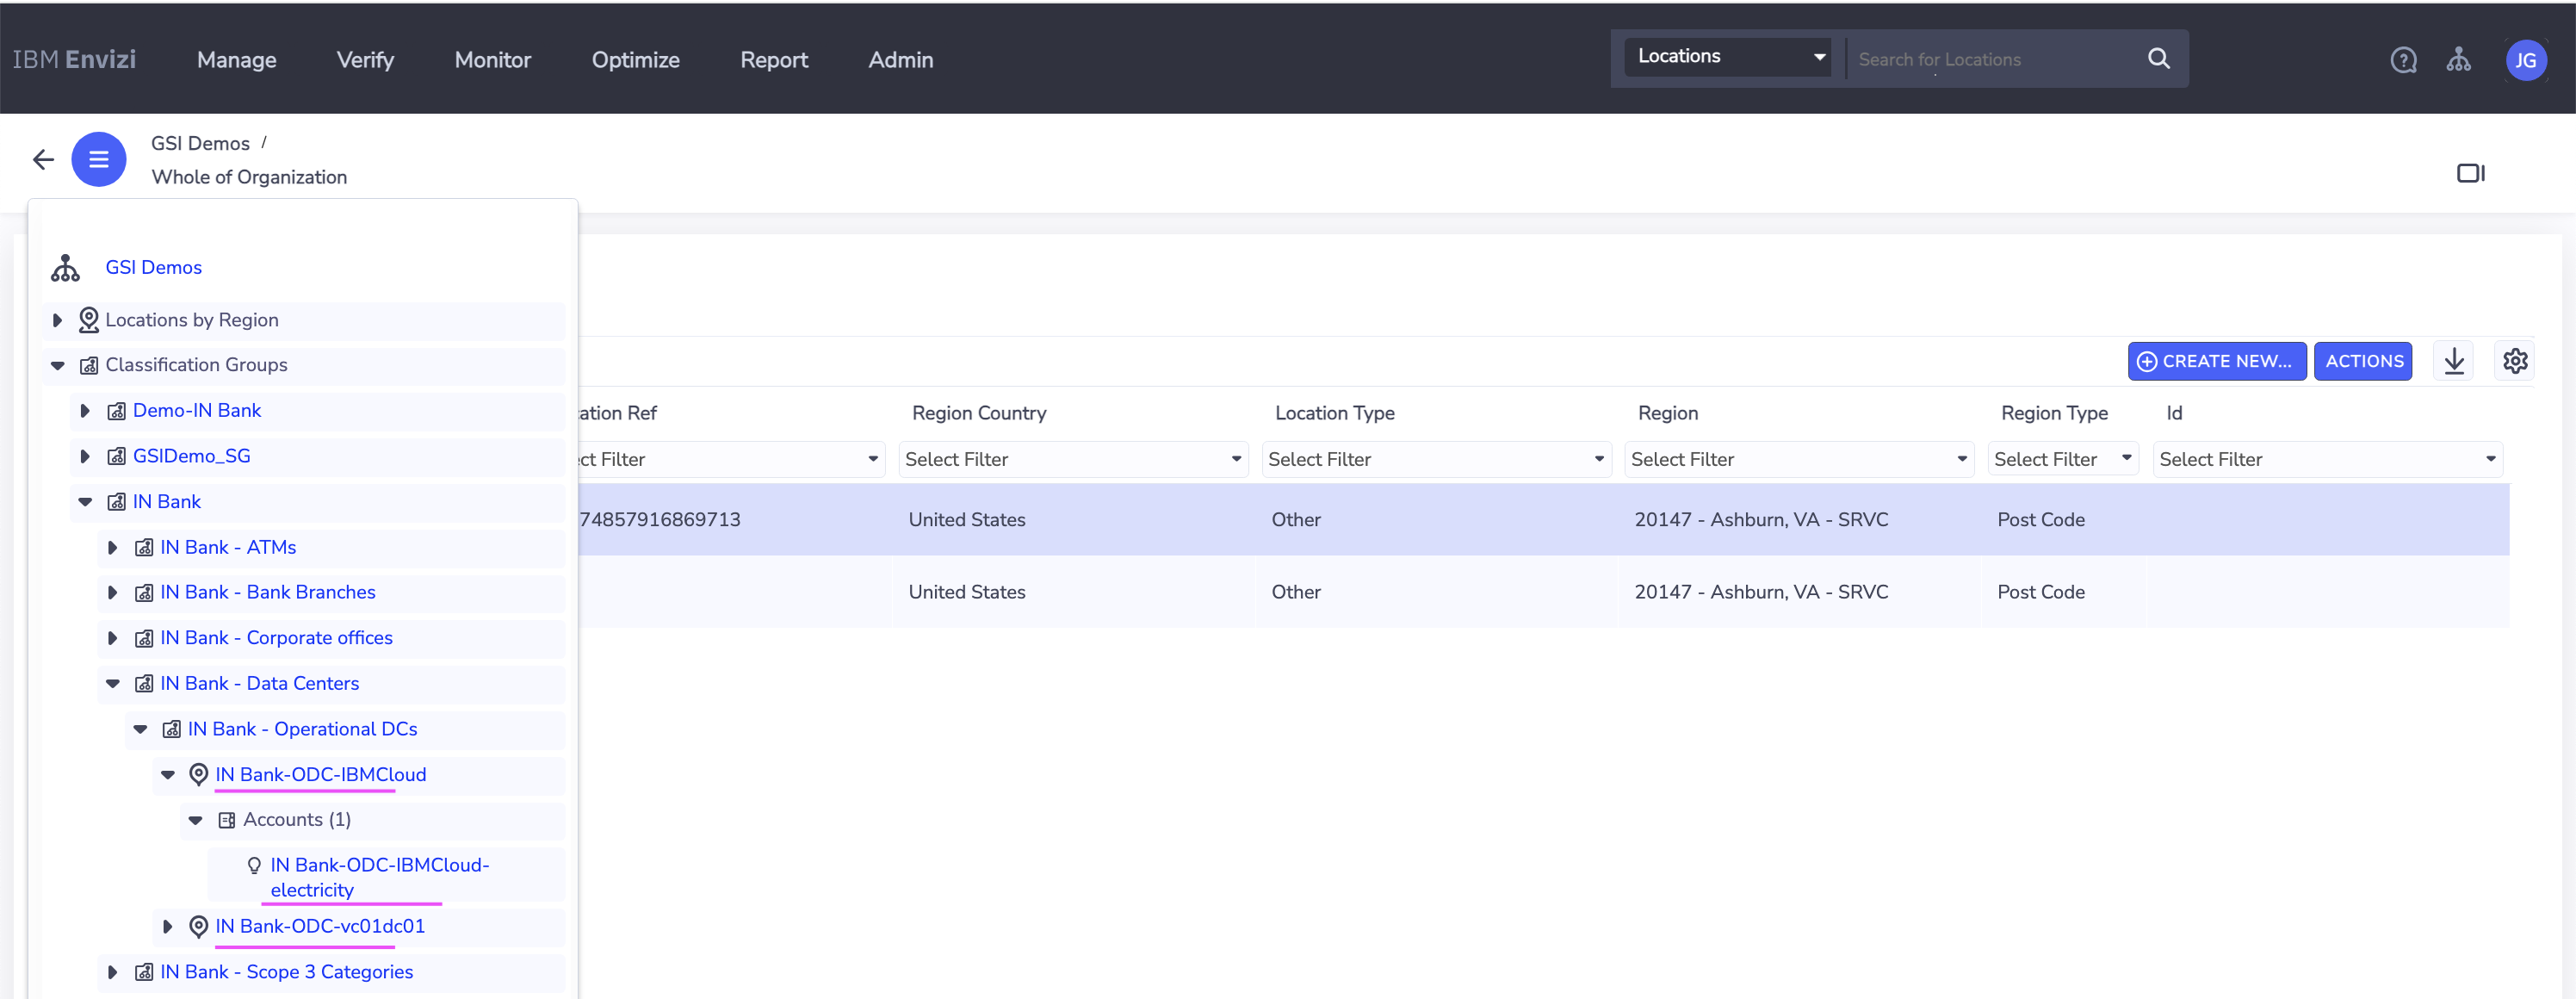 IBM Envizi Manage Verify Monitor Optimize Report Admin Locations Search for Locations JG
GSI Demos /
Whole of Organization
GSI Demos
Locations by Region
Classification Groups
Demo-IN Bank
GSIDemo_SG
IN Bank
IN Bank - ATMs
IN Bank - Bank Branches
IN Bank - Corporate offices
IN Bank - Data Centers
IN Bank - Operational DCs
IN Bank-ODC-IBMCloud
Accounts (1)
IN Bank-ODC-IBMCloud-
electricity
IN Bank-ODC-vc01dc01
IN Bank - Scope 3 Categories
CREATE NEW... ACTIONS
ation Ref Region Country Location Type Region Region Type Id
ct Filter Select Filter Select Filter Select Filter Select Filter Select Filter
74857916869713 United States Other 20147 - Ashburn, VA - SRVC Post Code
United States Other 20147 - Ashburn, VA - SRVC Post Code